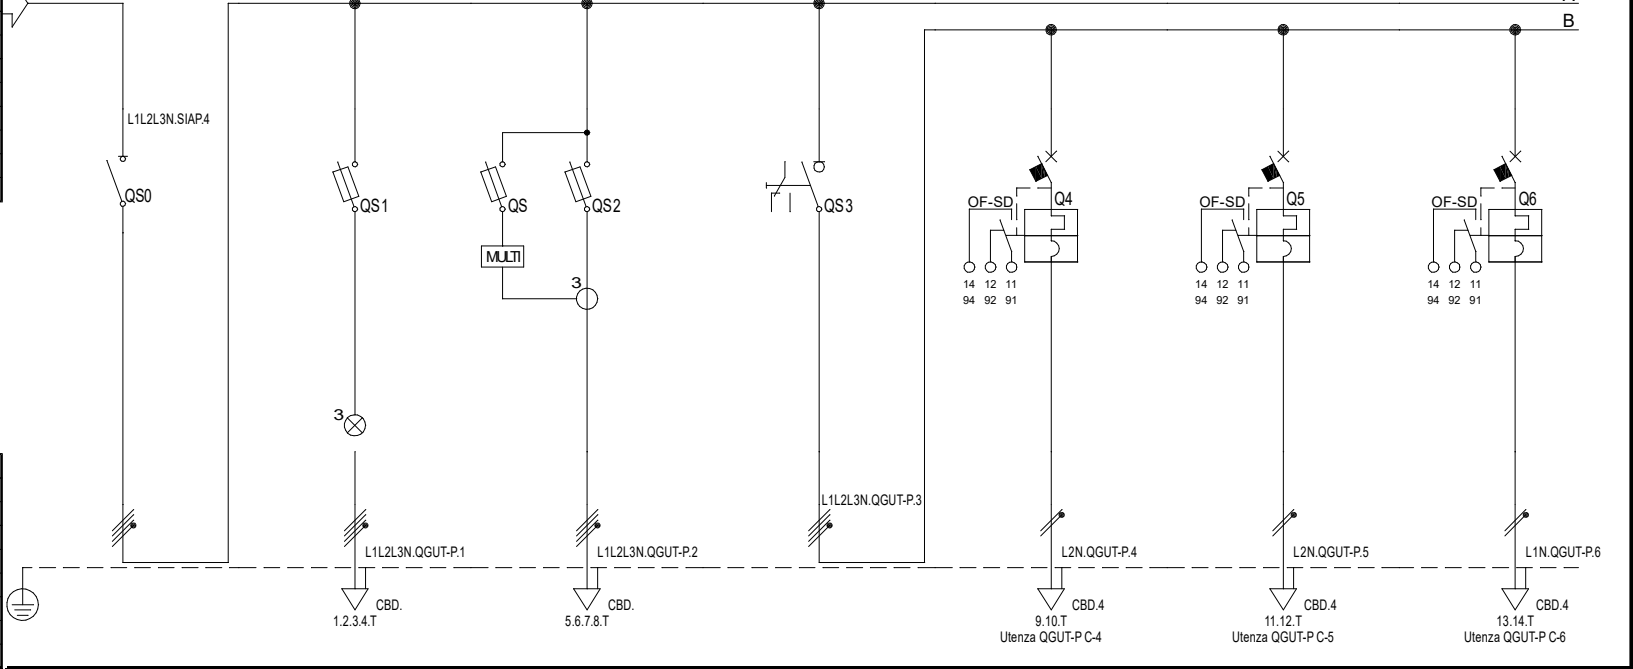 B
L1L2L3N.SIAP.4
QS0
QS1
QS
QS2
QS3
OF-SD
Q4
OF-SD
Q5
OF-SD
Q6
MULTI
3
14 12 11
94 92 91
14 12 11
94 92 91
14 12 11
94 92 91
3
L1L2L3N.QGUT-P.3
L1L2L3N.QGUT-P.1
L1L2L3N.QGUT-P.2
L2N.QGUT-P.4
L2N.QGUT-P.5
L1N.QGUT-P.6
CBD.
1.2.3.4.T
CBD.
5.6.7.8.T
CBD.4
9.10.T
Utenza QGUT-P C-4
CBD.4
11.12.T
Utenza QGUT-P C-5
CBD.4
13.14.T
Utenza QGUT-P C-6